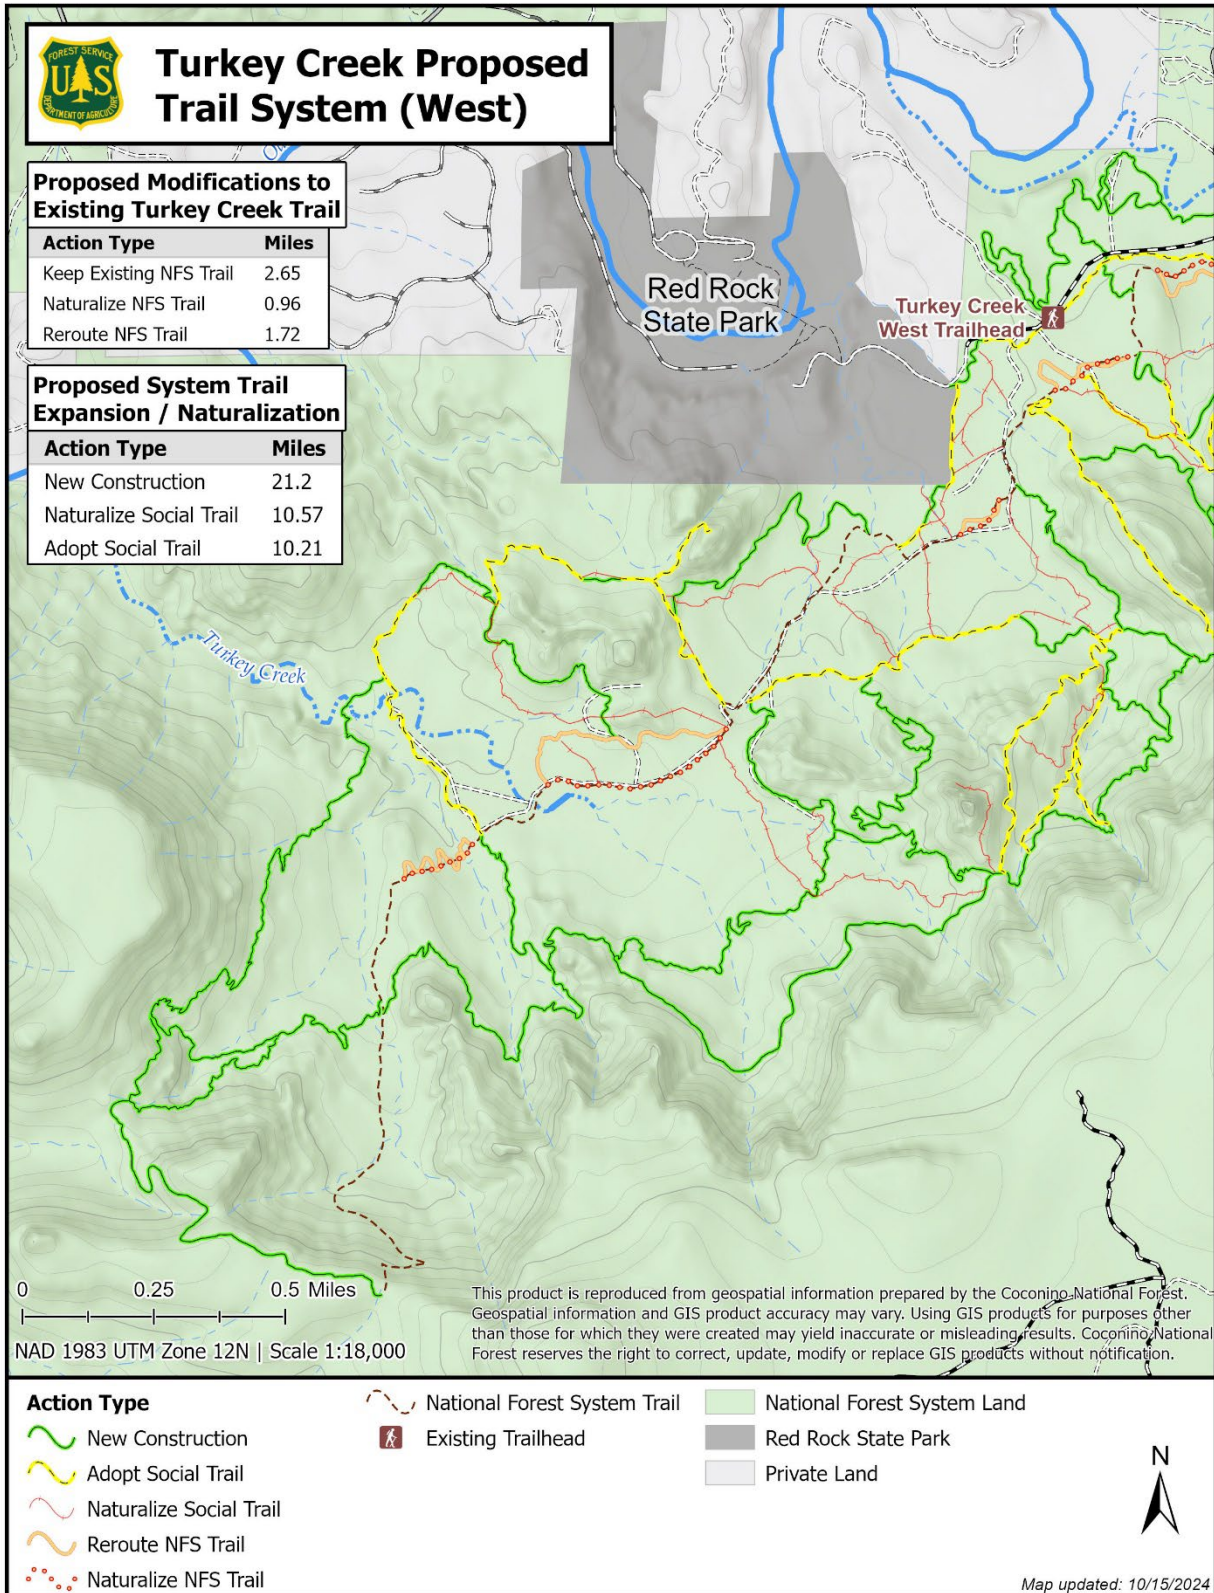 FOREST SERVICE
U S
DEPARTMENT OF AGRICULTURE
Turkey Creek Proposed
Trail System (West)
Proposed Modifications to
Existing Turkey Creek Trail
Action Type Miles
Keep Existing NFS Trail 2.65
Naturalize NFS Trail 0.96
Reroute NFS Trail 1.72
Proposed System Trail
Expansion / Naturalization
Action Type Miles
New Construction 21.2
Naturalize Social Trail 10.57
Adopt Social Trail 10.21
Red Rock
State Park
Turkey Creek
West Trailhead
Turkey Creek
0 0.25 0.5 Miles
NAD 1983 UTM Zone 12N | Scale 1:18,000
This product is reproduced from geospatial information prepared by the Coconino National Forest.
Geospatial information and GIS product accuracy may vary. Using GIS products for purposes other
than those for which they were created may yield inaccurate or misleading results. Coconino National
Forest reserves the right to correct, update, modify or replace GIS products without notification.
Action Type
New Construction
Adopt Social Trail
Naturalize Social Trail
Reroute NFS Trail
Naturalize NFS Trail
National Forest System Trail
Existing Trailhead
National Forest System Land
Red Rock State Park
Private Land
N
Map updated: 10/15/2024